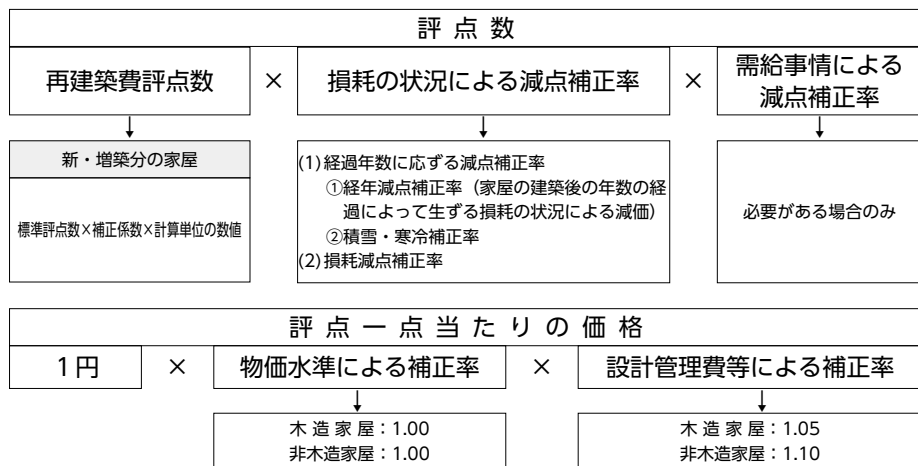 評点数
再建築費評点数 × 損耗の状況による減点補正率 × 需給事情による
減点補正率
新・増築分の家屋
標準評点数×補正係数×計算単位の数値
(1)経過年数に応ずる減点補正率
①経年減点補正率（家屋の建築後の年数の経
過によって生ずる損耗の状況による減価）
②積雪・寒冷補正率
(2)損耗減点補正率
必要がある場合のみ
評点一点当たりの価格
1円 × 物価水準による補正率 × 設計管理費等による補正率
木造家屋：1.00
非木造家屋：1.00
木造家屋：1.05
非木造家屋：1.10